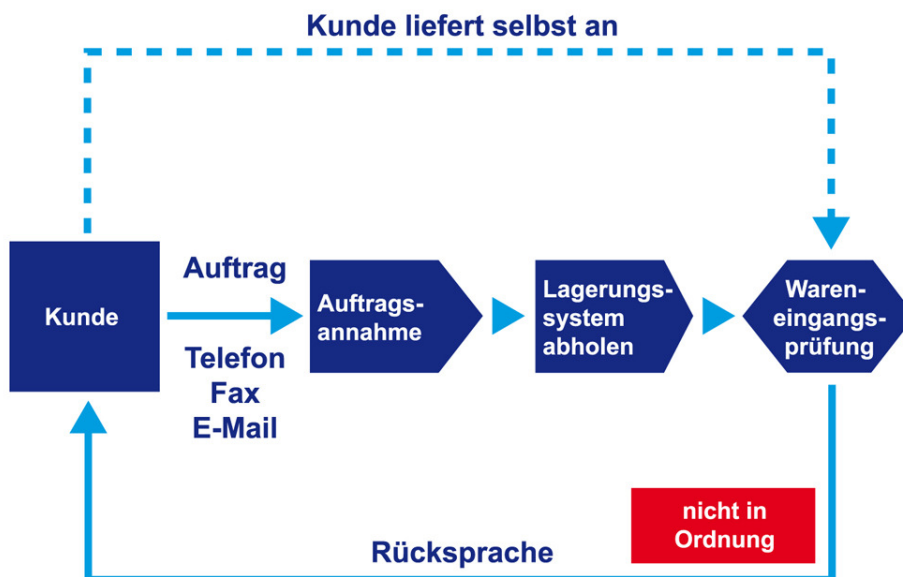 Kunde liefert selbst an
Kunde
Auftrag
Telefon
Fax
E-Mail
Auftrags-
annahme
Lagerungs-
system
abholen
Waren-
eingangs-
prüfung
nicht in
Ordnung
Rücksprache